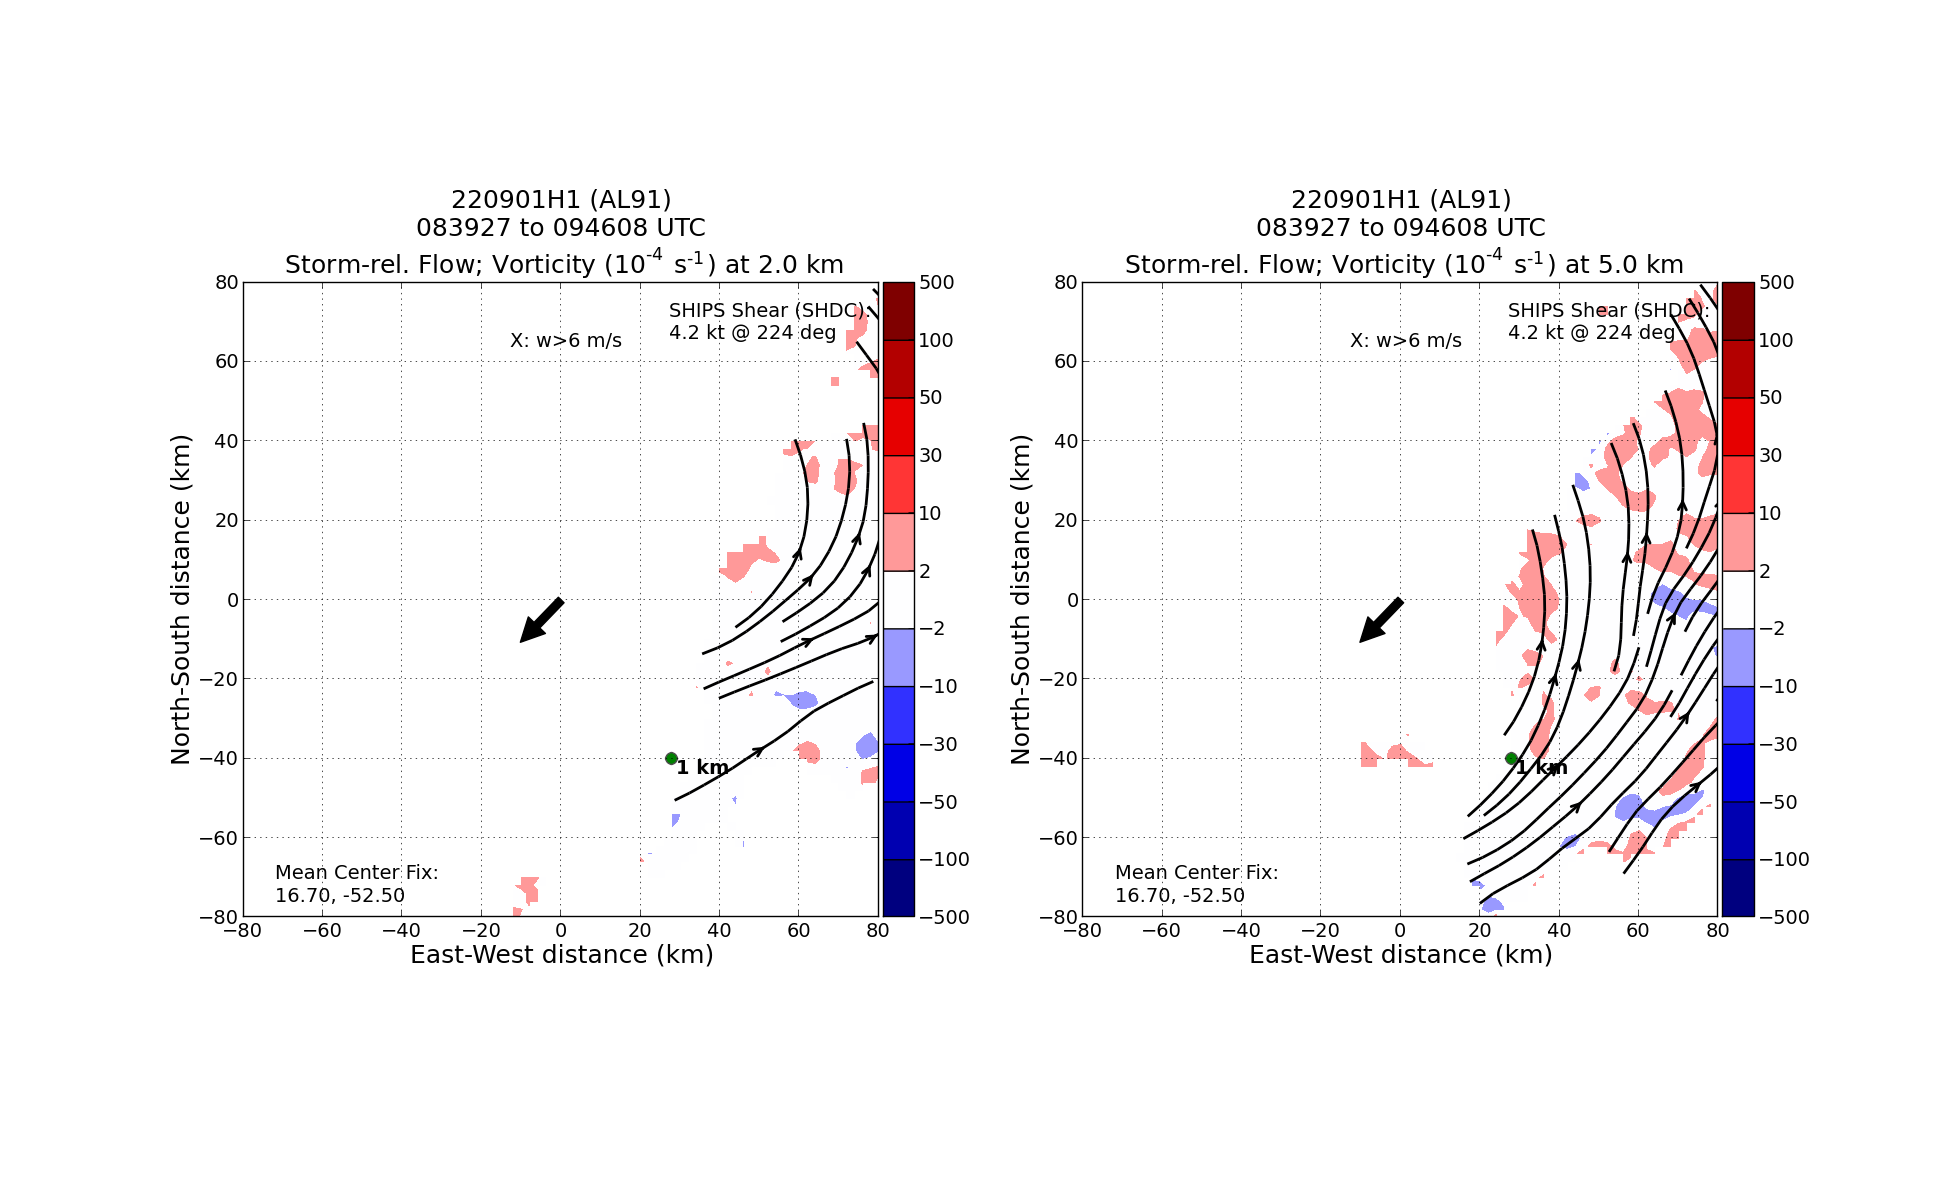 220901H1 (AL91)
083927 to 094608 UTC
Storm-rel. Flow; Vorticity (10⁻⁴ s⁻¹) at 2.0 km
SHIPS Shear (SHDC):
4.2 kt @ 224 deg
X: w>6 m/s
1 km
Mean Center Fix:
16.70, -52.50
80
60
40
20
0
−20
−40
−60
−80
North-South distance (km)
−80 −60 −40 −20 0 20 40 60 80
East-West distance (km)
500
100
50
30
10
2
−2
−10
−30
−50
−100
−500
220901H1 (AL91)
083927 to 094608 UTC
Storm-rel. Flow; Vorticity (10⁻⁴ s⁻¹) at 5.0 km
SHIPS Shear (SHDC):
4.2 kt @ 224 deg
X: w>6 m/s
1 km
Mean Center Fix:
16.70, -52.50
80
60
40
20
0
−20
−40
−60
−80
North-South distance (km)
−80 −60 −40 −20 0 20 40 60 80
East-West distance (km)
500
100
50
30
10
2
−2
−10
−30
−50
−100
−500